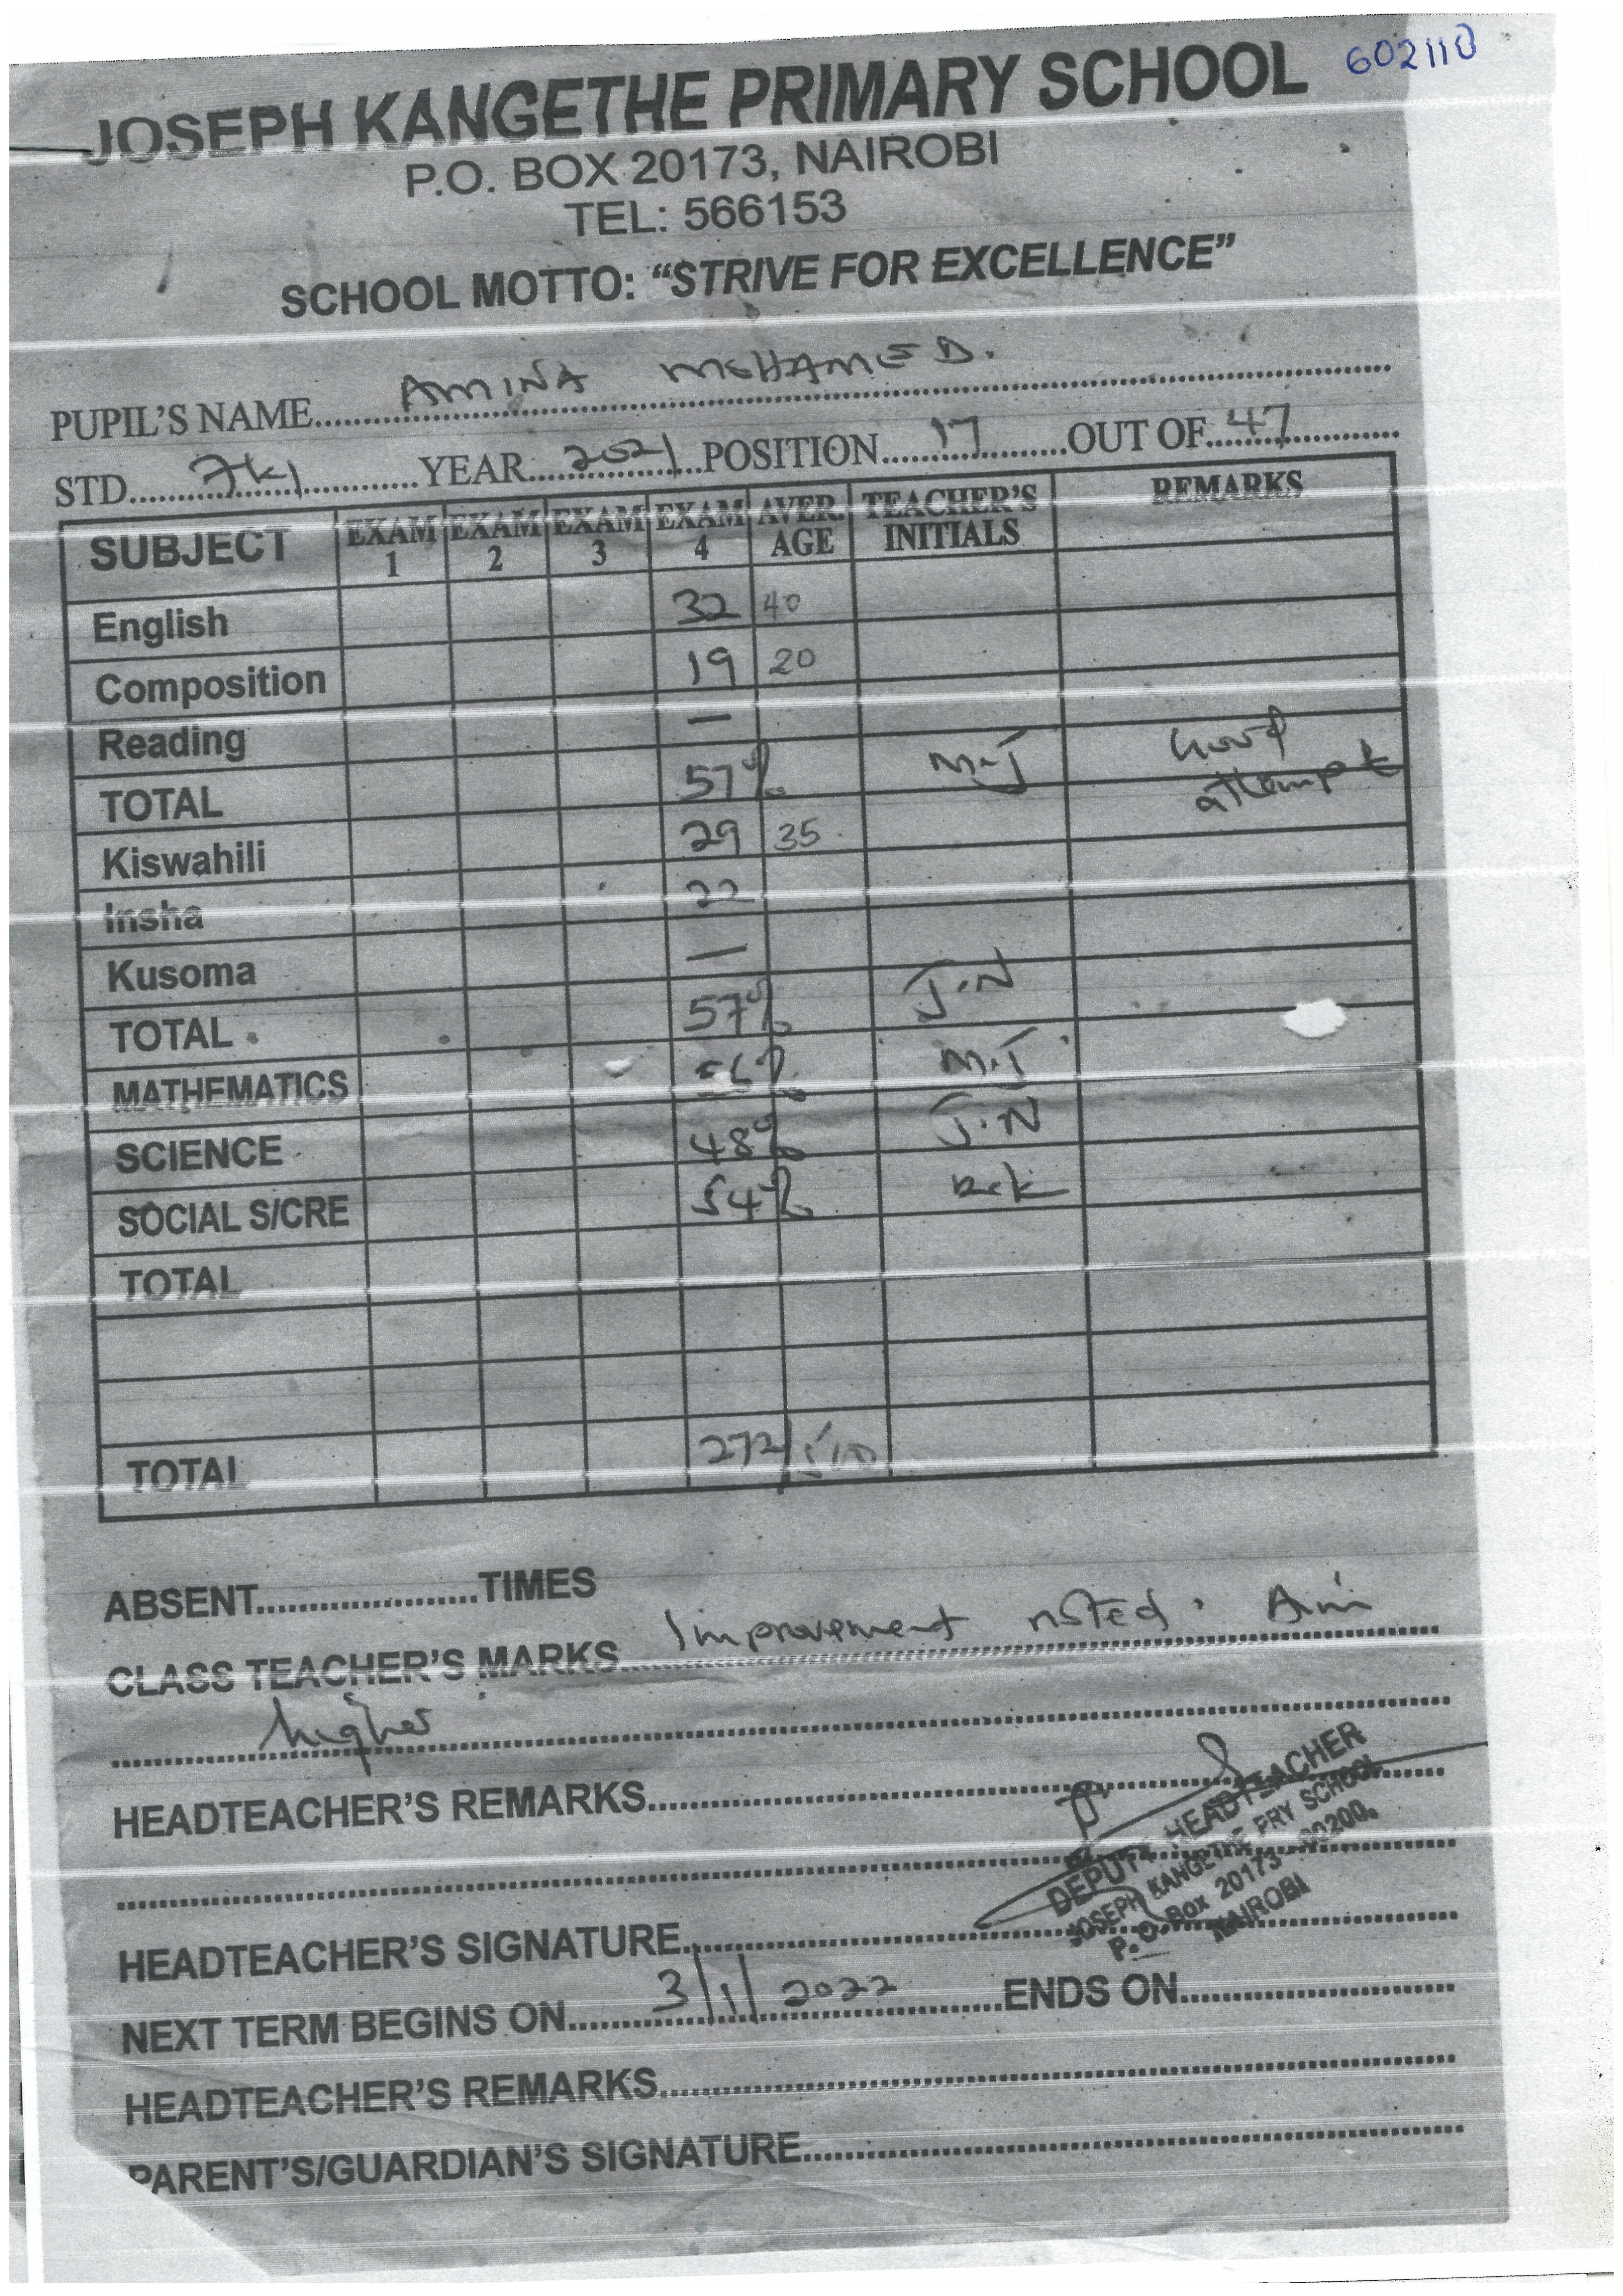 602110
JOSEPH KANGETHE PRIMARY SCHOOL
P.O. BOX 20173, NAIROBI
TEL: 566153
SCHOOL MOTTO: “STRIVE FOR EXCELLENCE”
PUPIL'S NAME AMINA MOHAMED.
STD. 7k1 YEAR 2021 POSITION 17 OUT OF 47
SUBJECT EXAM 1 EXAM 2 EXAM 3 EXAM 4 AVERAGE TEACHER'S INITIALS REMARKS
English 32 40
Composition 19 20
Reading —
TOTAL 57% M.J Good attempt
Kiswahili 29 35
Insha 22
Kusoma —
TOTAL 57% J.N
MATHEMATICS M.J
SCIENCE 48% J.N
SOCIAL S/CRE 54%
TOTAL
TOTAL 272
ABSENT TIMES
CLASS TEACHER'S MARKS Improvement noted. Aim
higher
HEADTEACHER'S REMARKS
DEPUTY HEADTEACHER
JOSEPH KANGETHE PRY SCHOOL
P. O. Box 20173 - 00200,
NAIROBI
HEADTEACHER'S SIGNATURE
NEXT TERM BEGINS ON 3/1/2022 ENDS ON
HEADTEACHER'S REMARKS
PARENT'S/GUARDIAN'S SIGNATURE